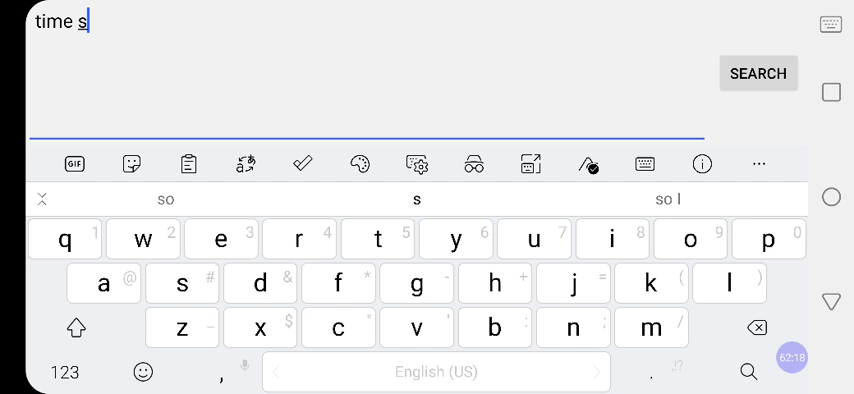 time s
SEARCH
GIF
so s so I
q 1 w 2 e 3 r 4 t 5 y 6 u 7 i 8 o 9 p 0
a @ s # d & f * g - h + j = k ( l )
z _ x $ c " v ' b : n ; m /
123 , English (US) . ,!?
62:18